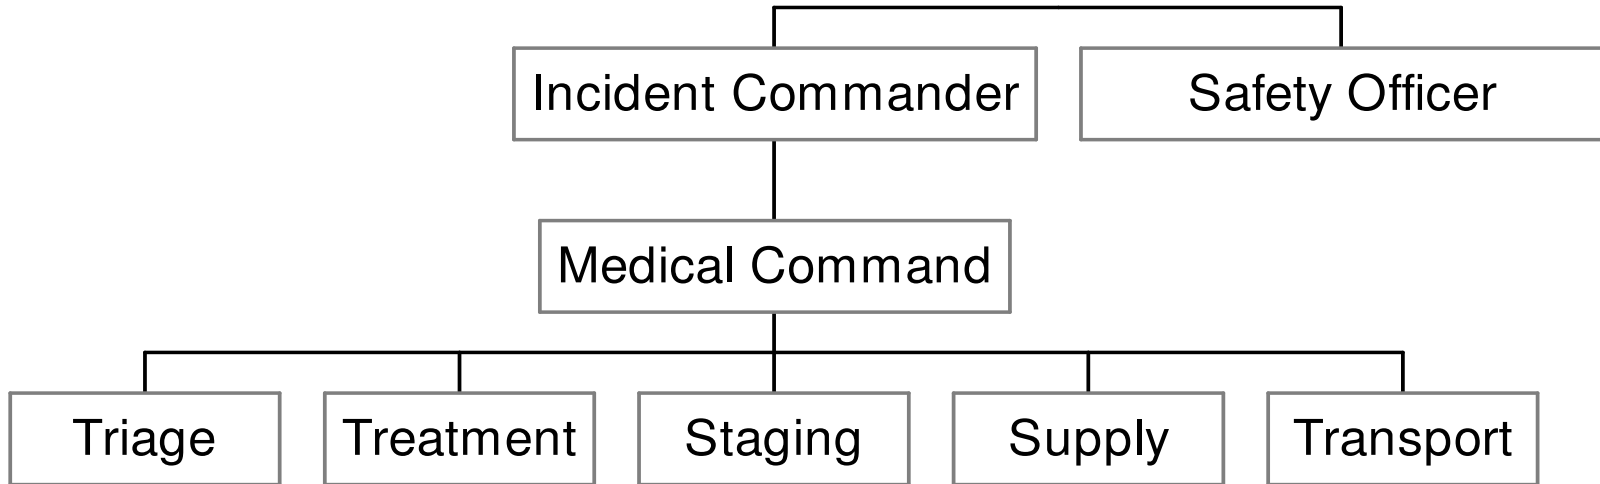 Incident Commander
Safety Officer
Medical Command
Triage
Treatment
Staging
Supply
Transport